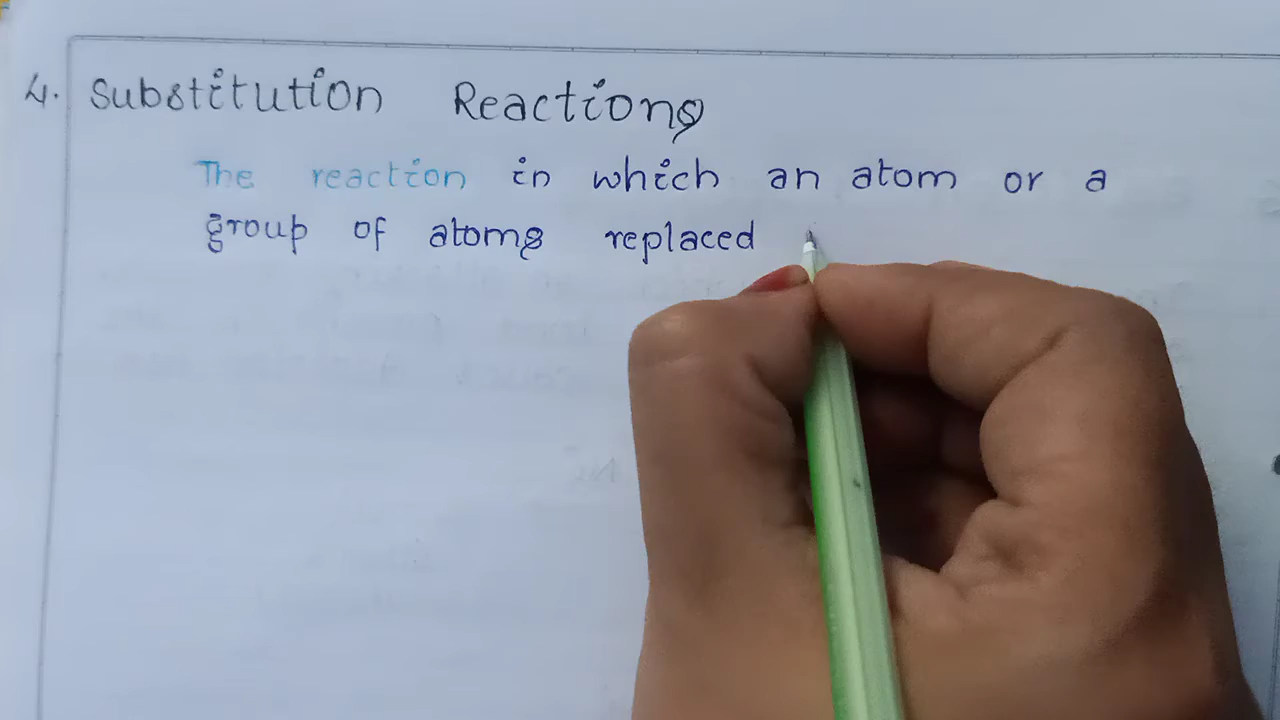 4. Substitution Reactions
The reaction in which an atom or a
group of atoms replaced